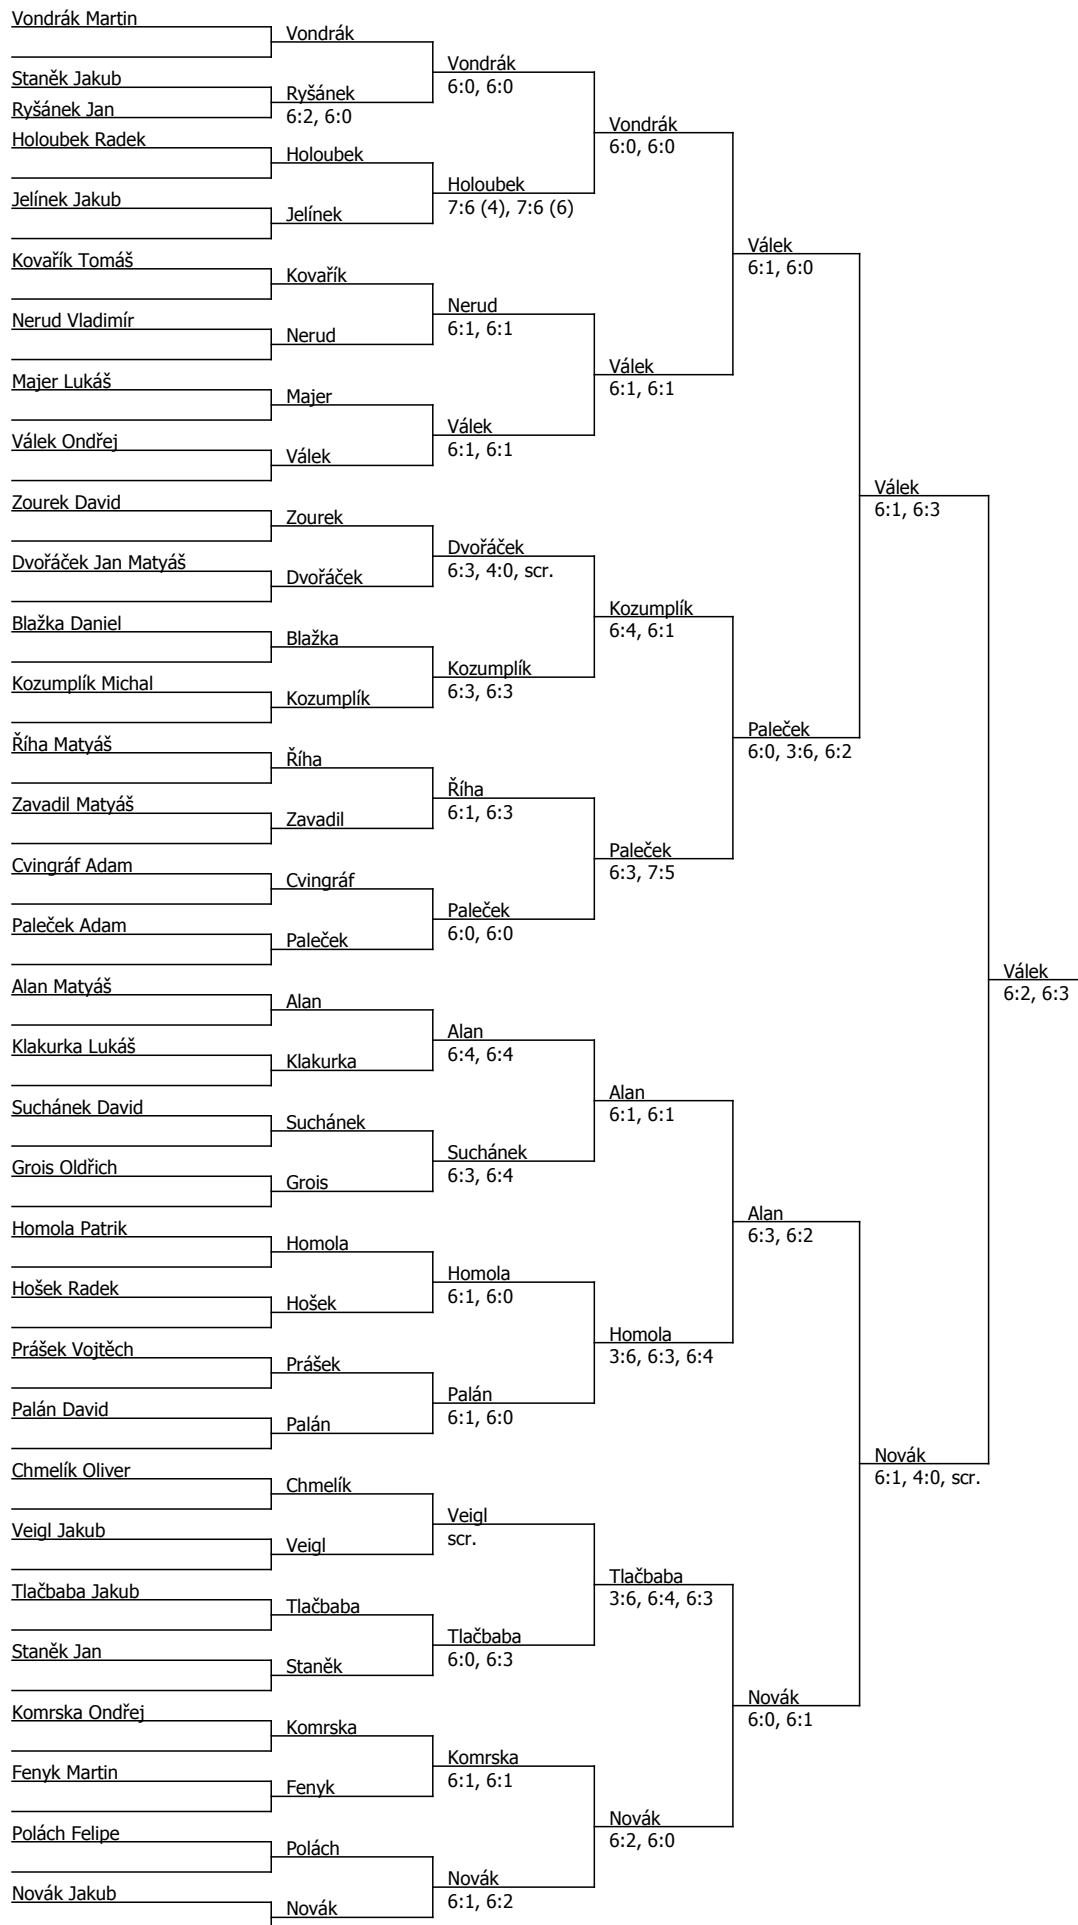 Vondrák Martin
Staněk Jakub
Ryšánek Jan
Holoubek Radek
Jelínek Jakub
Kovařík Tomáš
Nerud Vladimír
Majer Lukáš
Válek Ondřej
Zourek David
Dvořáček Jan Matyáš
Blažka Daniel
Kozumplík Michal
Říha Matyáš
Zavadil Matyáš
Cvingráf Adam
Paleček Adam
Alan Matyáš
Klakurka Lukáš
Suchánek David
Grois Oldřich
Homola Patrik
Hošek Radek
Prášek Vojtěch
Palán David
Chmelík Oliver
Veigl Jakub
Tlačbaba Jakub
Staněk Jan
Komrska Ondřej
Fenyk Martin
Polách Felipe
Novák Jakub
Vondrák
Ryšánek
6:2, 6:0
Holoubek
Jelínek
Kovařík
Nerud
Majer
Válek
Zourek
Dvořáček
Blažka
Kozumplík
Říha
Zavadil
Cvingráf
Paleček
Alan
Klakurka
Suchánek
Grois
Homola
Hošek
Prášek
Palán
Chmelík
Veigl
Tlačbaba
Staněk
Komrska
Fenyk
Polách
Novák
Vondrák
6:0, 6:0
Holoubek
7:6 (4), 7:6 (6)
Nerud
6:1, 6:1
Válek
6:1, 6:1
Dvořáček
6:3, 4:0, scr.
Kozumplík
6:3, 6:3
Říha
6:1, 6:3
Paleček
6:0, 6:0
Alan
6:4, 6:4
Suchánek
6:3, 6:4
Homola
6:1, 6:0
Palán
6:1, 6:0
Veigl
scr.
Tlačbaba
6:0, 6:3
Komrska
6:1, 6:1
Novák
6:1, 6:2
Vondrák
6:0, 6:0
Válek
6:1, 6:1
Kozumplík
6:4, 6:1
Paleček
6:3, 7:5
Alan
6:1, 6:1
Homola
3:6, 6:3, 6:4
Tlačbaba
3:6, 6:4, 6:3
Novák
6:2, 6:0
Válek
6:1, 6:0
Paleček
6:0, 3:6, 6:2
Alan
6:3, 6:2
Novák
6:0, 6:1
Válek
6:1, 6:3
Novák
6:1, 4:0, scr.
Válek
6:2, 6:3